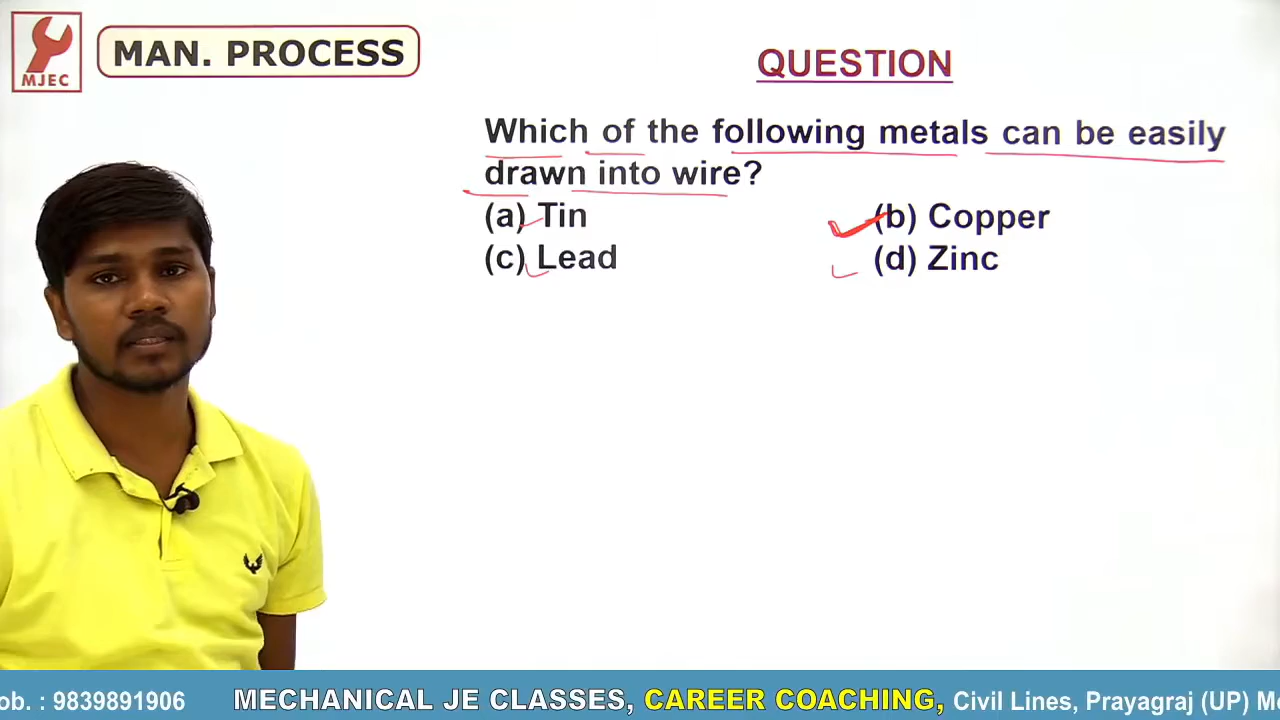 MJEC
MAN. PROCESS
QUESTION
Which of the following metals can be easily
drawn into wire?
(a) Tin
(b) Copper
(c) Lead
(d) Zinc
ob. : 9839891906 MECHANICAL JE CLASSES, CAREER COACHING, Civil Lines, Prayagraj (UP) M